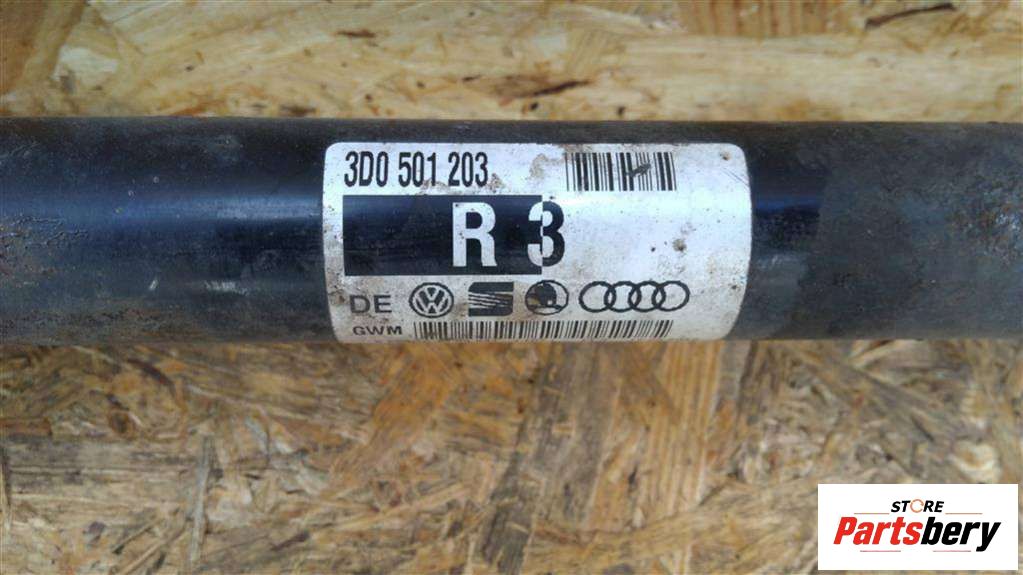 3D0 501 203
R 3
DE
GWM
STORE
Partsbery